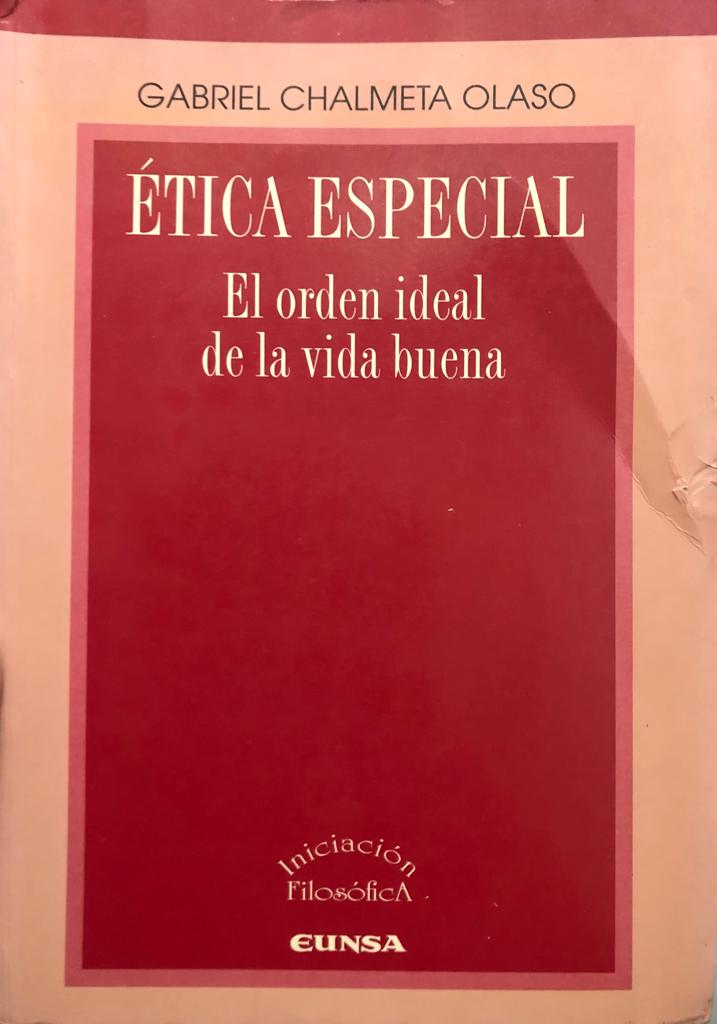 GABRIEL CHALMETA OLASO
ÉTICA ESPECIAL
El orden ideal
de la vida buena
Iniciación
FilosóficA
EUNSA